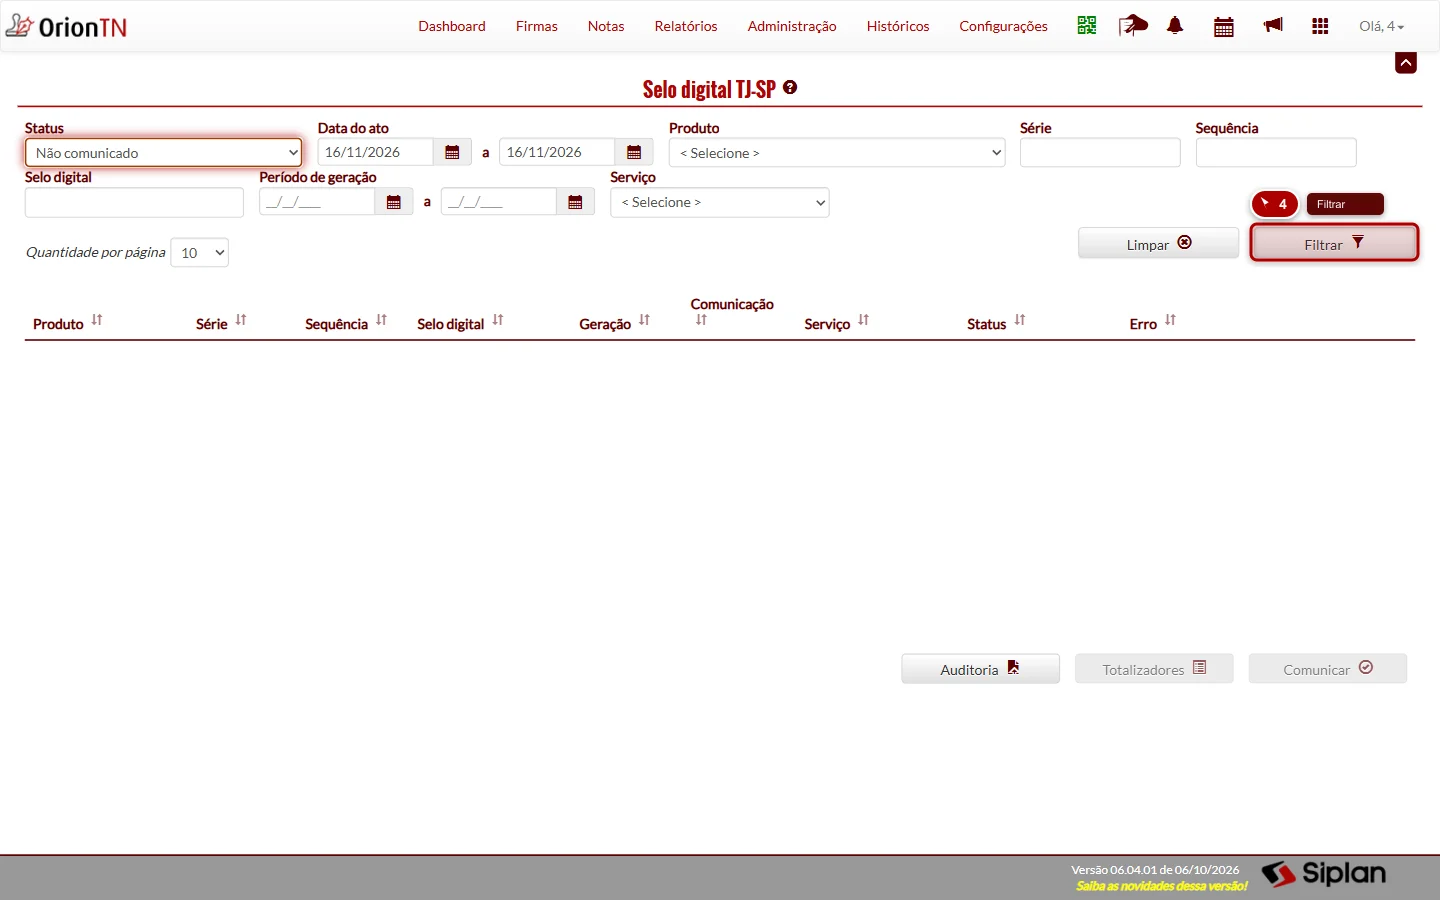 OrionTN
Dashboard Firmas Notas Relatórios Administração Históricos Configurações Olá, 4
Selo digital TJ-SP ?
Status Data do ato Produto Série Sequência
Não comunicado 16/11/2026 a 16/11/2026 < Selecione >
Selo digital Período de geração Serviço
__/__/____ a __/__/____ < Selecione >
4 Filtrar
Quantidade por página 10 Limpar Filtrar
Produto Série Sequência Selo digital Geração Comunicação Serviço Status Erro
Auditoria Totalizadores Comunicar
Versão 06.04.01 de 06/10/2026
Saiba as novidades dessa versão!
Siplan